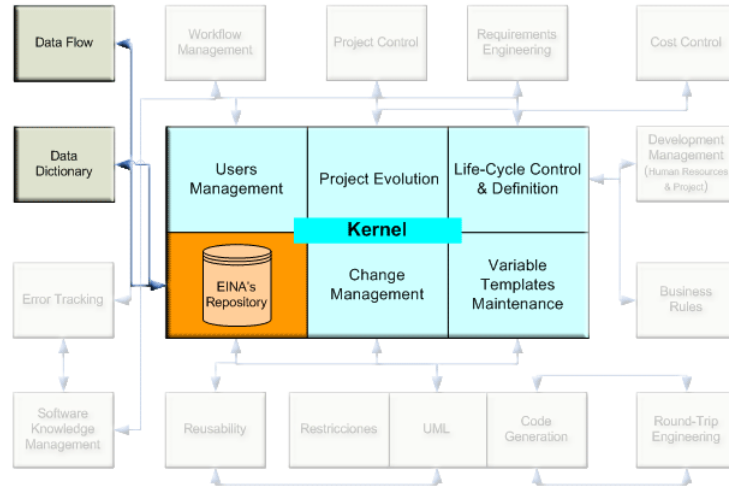 Data Flow
Workflow
Management
Project Control
Requirements
Engineering
Cost Control
Data
Dictionary
Users
Management
Project Evolution
Life-Cycle Control
& Definition
Development
Management
(Human Resources
& Project)
Kernel
EINA's
Repository
Change
Management
Variable
Templates
Maintenance
Error Tracking
Business
Rules
Software
Knowledge
Management
Reusability
Restricciones
UML
Code
Generation
Round-Trip
Engineering